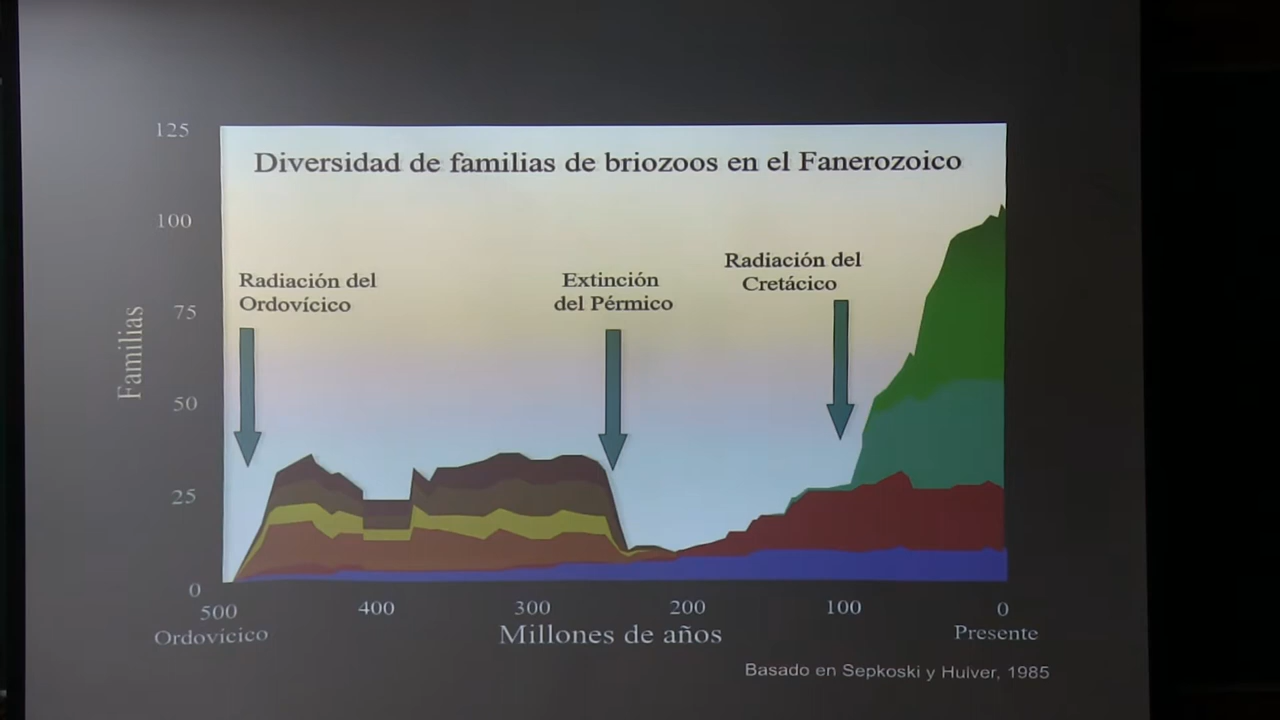 Diversidad de familias de briozoos en el Fanerozoico
125
100
75
50
25
0
Familias
Radiación del
Ordovícico
Extinción
del Pérmico
Radiación del
Cretácico
500
400
300
200
100
0
Ordovícico
Millones de años
Presente
Basado en Sepkoski y Hulver, 1985